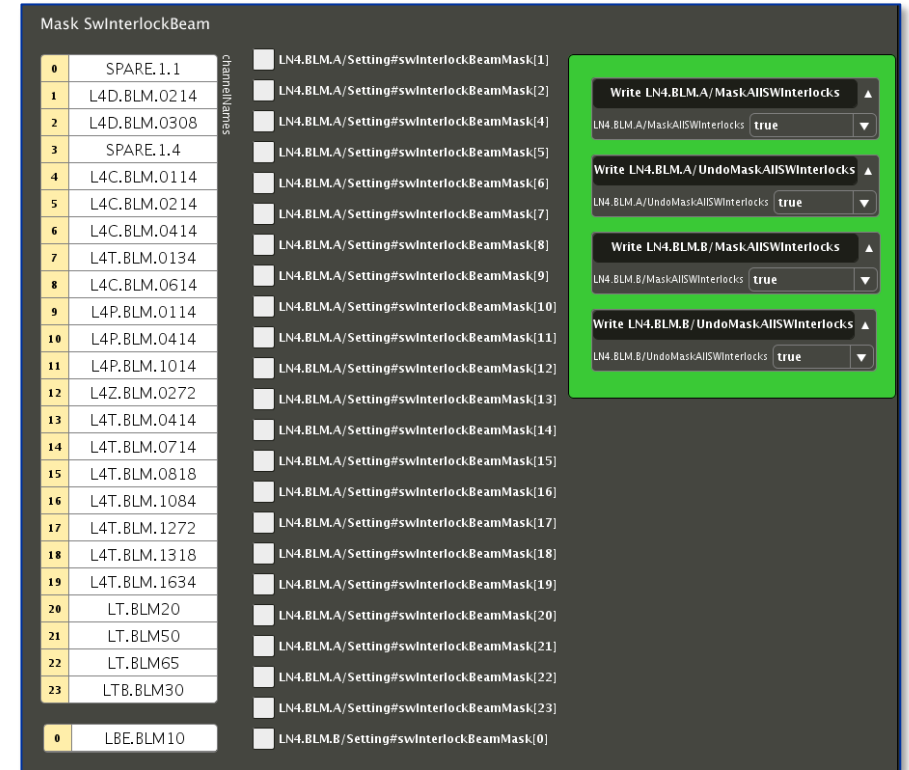 Mask SwInterlockBeam
channelNames
0 SPARE.1.1
1 L4D.BLM.0214
2 L4D.BLM.0308
3 SPARE.1.4
4 L4C.BLM.0114
5 L4C.BLM.0214
6 L4C.BLM.0414
7 L4T.BLM.0134
8 L4C.BLM.0614
9 L4P.BLM.0114
10 L4P.BLM.0414
11 L4P.BLM.1014
12 L4Z.BLM.0272
13 L4T.BLM.0414
14 L4T.BLM.0714
15 L4T.BLM.0818
16 L4T.BLM.1084
17 L4T.BLM.1272
18 L4T.BLM.1318
19 L4T.BLM.1634
20 LT.BLM20
21 LT.BLM50
22 LT.BLM65
23 LTB.BLM30
0 LBE.BLM10
LN4.BLM.A/Setting#swInterlockBeamMask[1]
LN4.BLM.A/Setting#swInterlockBeamMask[2]
LN4.BLM.A/Setting#swInterlockBeamMask[4]
LN4.BLM.A/Setting#swInterlockBeamMask[5]
LN4.BLM.A/Setting#swInterlockBeamMask[6]
LN4.BLM.A/Setting#swInterlockBeamMask[7]
LN4.BLM.A/Setting#swInterlockBeamMask[8]
LN4.BLM.A/Setting#swInterlockBeamMask[9]
LN4.BLM.A/Setting#swInterlockBeamMask[10]
LN4.BLM.A/Setting#swInterlockBeamMask[11]
LN4.BLM.A/Setting#swInterlockBeamMask[12]
LN4.BLM.A/Setting#swInterlockBeamMask[13]
LN4.BLM.A/Setting#swInterlockBeamMask[14]
LN4.BLM.A/Setting#swInterlockBeamMask[15]
LN4.BLM.A/Setting#swInterlockBeamMask[16]
LN4.BLM.A/Setting#swInterlockBeamMask[17]
LN4.BLM.A/Setting#swInterlockBeamMask[18]
LN4.BLM.A/Setting#swInterlockBeamMask[19]
LN4.BLM.A/Setting#swInterlockBeamMask[20]
LN4.BLM.A/Setting#swInterlockBeamMask[21]
LN4.BLM.A/Setting#swInterlockBeamMask[22]
LN4.BLM.A/Setting#swInterlockBeamMask[23]
LN4.BLM.B/Setting#swInterlockBeamMask[0]
Write LN4.BLM.A/MaskAllSWInterlocks
LN4.BLM.A/MaskAllSWInterlocks true
Write LN4.BLM.A/UndoMaskAllSWInterlocks
LN4.BLM.A/UndoMaskAllSWInterlocks true
Write LN4.BLM.B/MaskAllSWInterlocks
LN4.BLM.B/MaskAllSWInterlocks true
Write LN4.BLM.B/UndoMaskAllSWInterlocks
LN4.BLM.B/UndoMaskAllSWInterlocks true